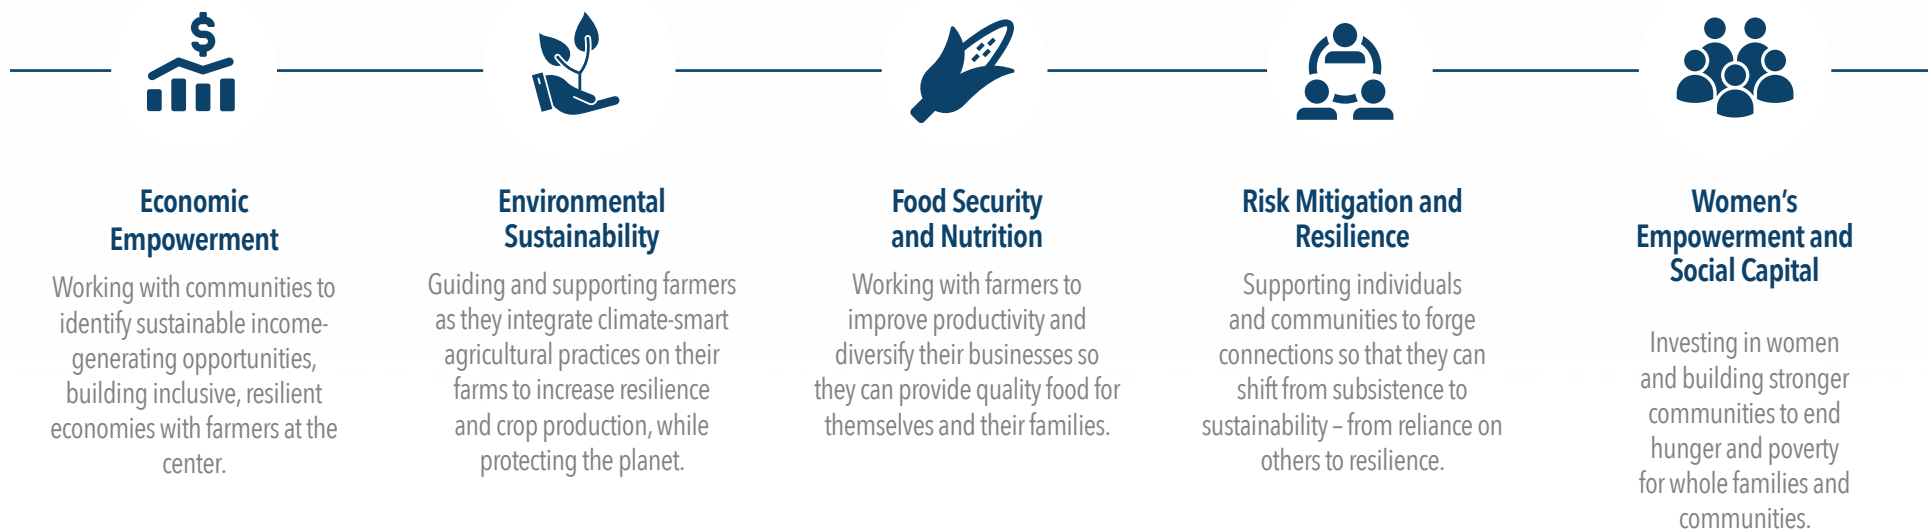 $
Economic
Empowerment
Working with communities to
identify sustainable income-
generating opportunities,
building inclusive, resilient
economies with farmers at the
center.
Environmental
Sustainability
Guiding and supporting farmers
as they integrate climate-smart
agricultural practices on their
farms to increase resilience
and crop production, while
protecting the planet.
Food Security
and Nutrition
Working with farmers to
improve productivity and
diversify their businesses so
they can provide quality food for
themselves and their families.
Risk Mitigation and
Resilience
Supporting individuals
and communities to forge
connections so that they can
shift from subsistence to
sustainability – from reliance on
others to resilience.
Women’s
Empowerment and
Social Capital
Investing in women
and building stronger
communities to end
hunger and poverty
for whole families and
communities.